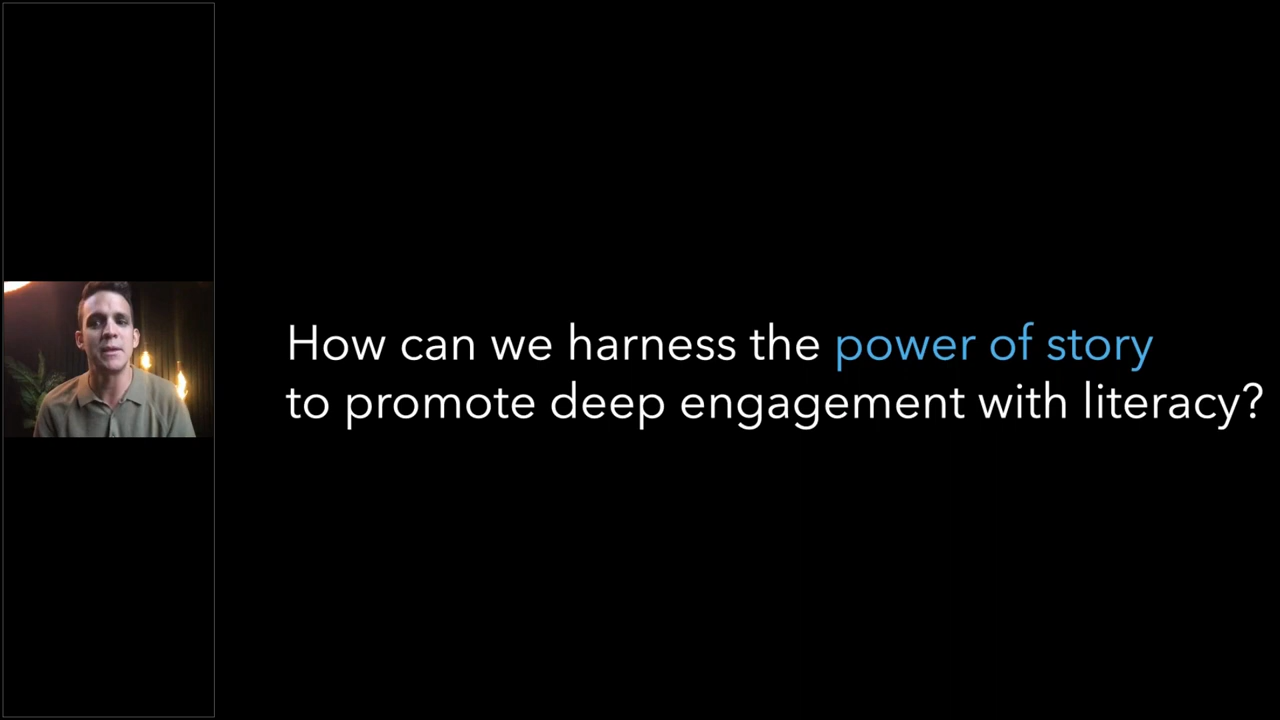 How can we harness the power of story
to promote deep engagement with literacy?